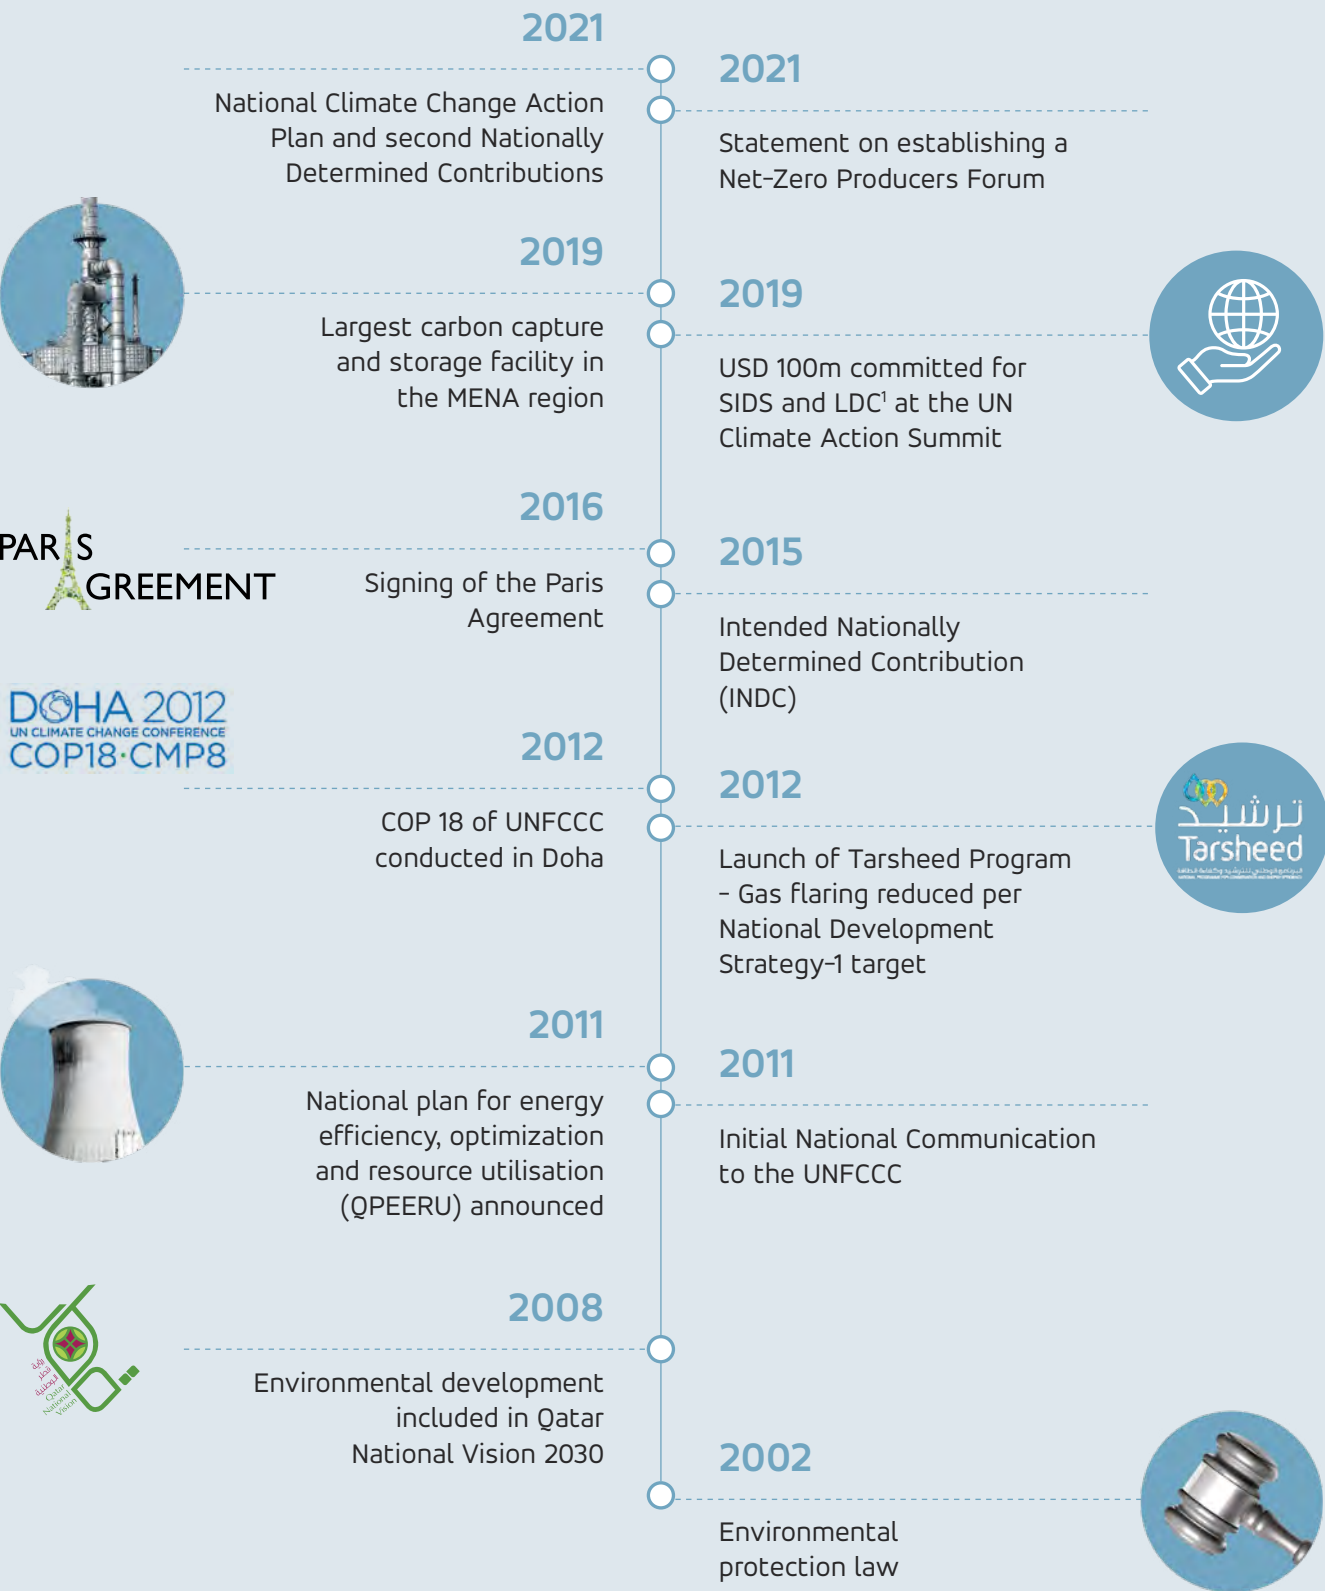 2021
National Climate Change Action
Plan and second Nationally
Determined Contributions
2021
Statement on establishing a
Net-Zero Producers Forum
2019
Largest carbon capture
and storage facility in
the MENA region
2019
USD 100m committed for
SIDS and LDC¹ at the UN
Climate Action Summit
PARIS
AGREEMENT
2016
Signing of the Paris
Agreement
2015
Intended Nationally
Determined Contribution
(INDC)
DOHA 2012
UN CLIMATE CHANGE CONFERENCE
COP18·CMP8
2012
COP 18 of UNFCCC
conducted in Doha
2012
Launch of Tarsheed Program
- Gas flaring reduced per
National Development
Strategy-1 target
ترشيد
Tarsheed
2011
National plan for energy
efficiency, optimization
and resource utilisation
(QPEERU) announced
2011
Initial National Communication
to the UNFCCC
2008
Environmental development
included in Qatar
National Vision 2030
رؤية
قطر
الوطنية
Qatar
National
Vision
2002
Environmental
protection law